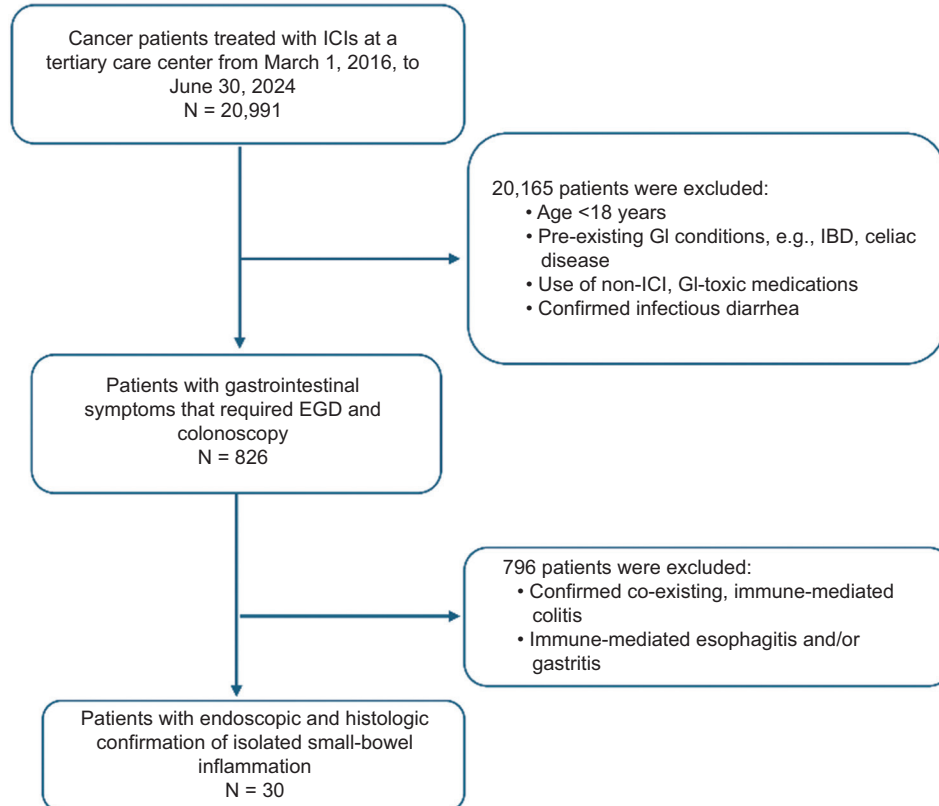 Cancer patients treated with ICIs at a
tertiary care center from March 1, 2016, to
June 30, 2024
N = 20,991
20,165 patients were excluded:
• Age <18 years
• Pre-existing GI conditions, e.g., IBD, celiac
disease
• Use of non-ICI, GI-toxic medications
• Confirmed infectious diarrhea
Patients with gastrointestinal
symptoms that required EGD and
colonoscopy
N = 826
796 patients were excluded:
• Confirmed co-existing, immune-mediated
colitis
• Immune-mediated esophagitis and/or
gastritis
Patients with endoscopic and histologic
confirmation of isolated small-bowel
inflammation
N = 30